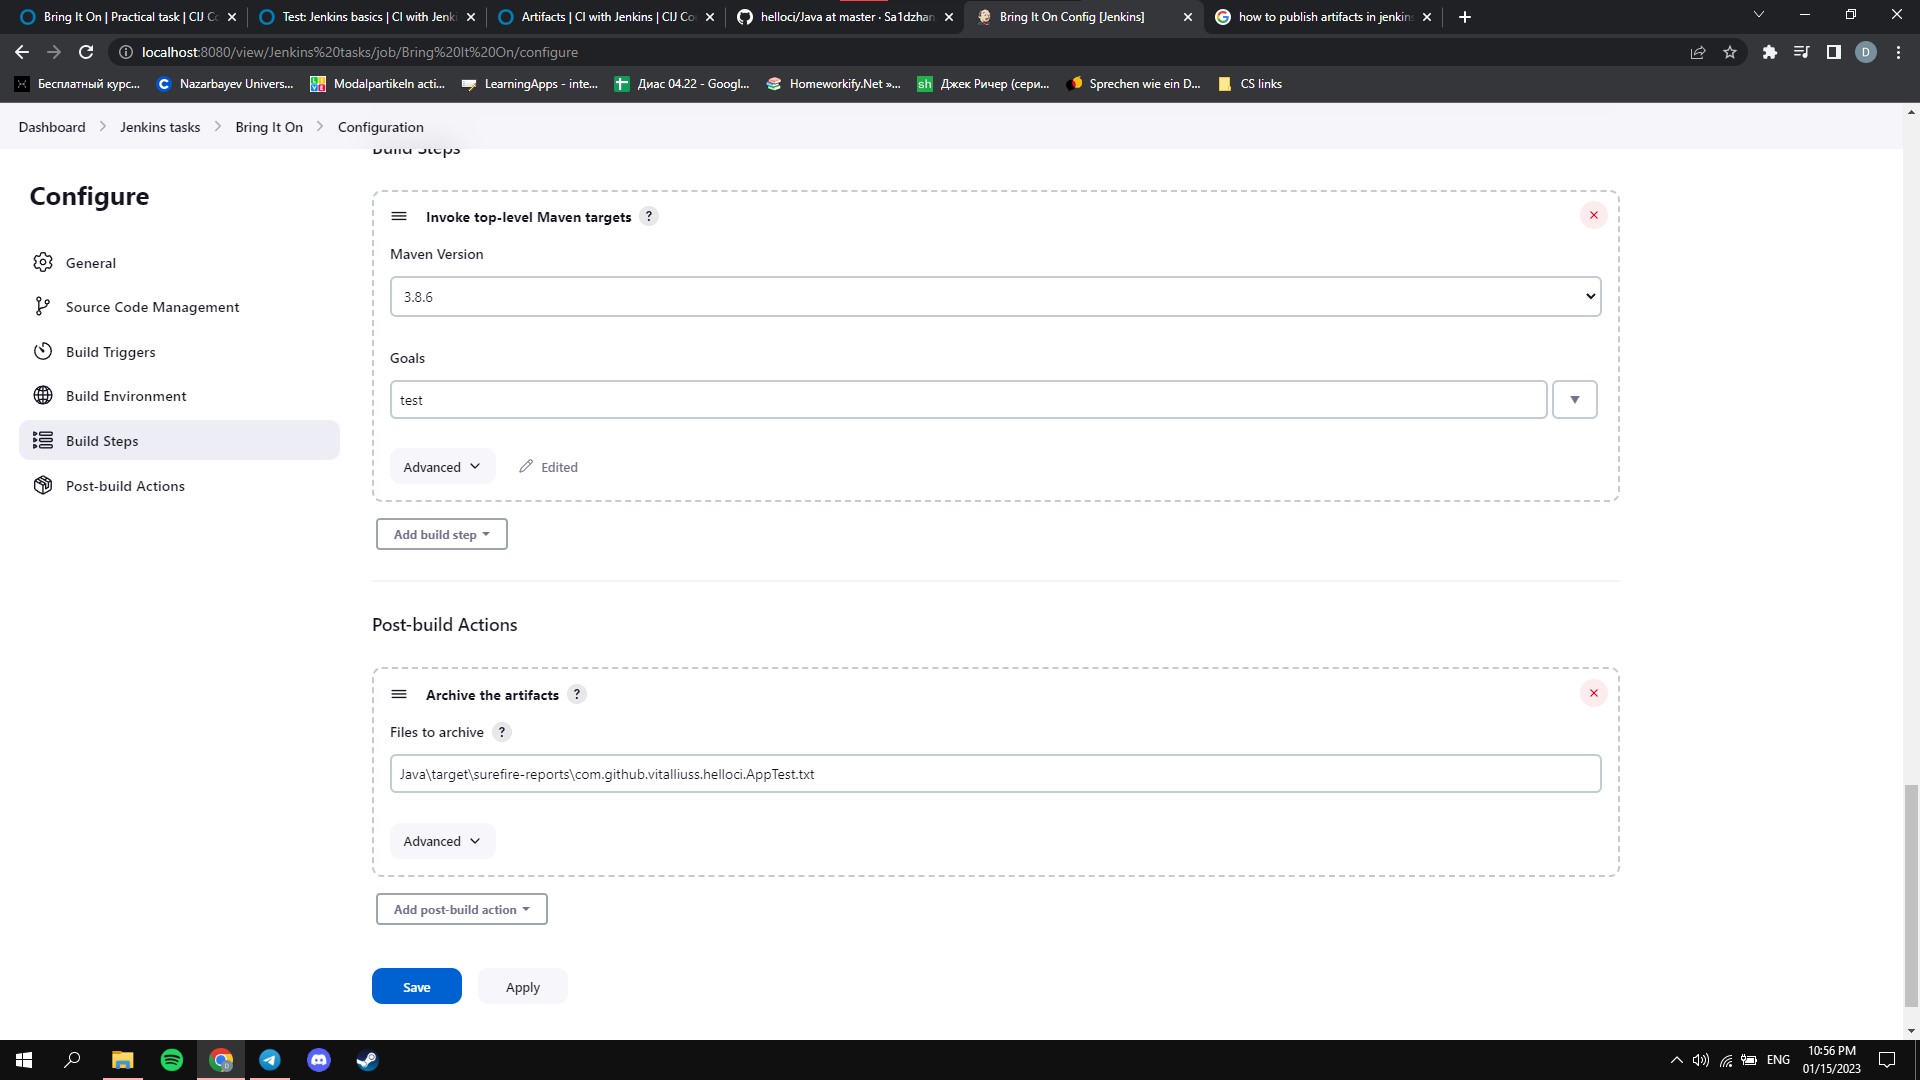 Bring It On | Practical task | CIJ Co
Test: Jenkins basics | CI with Jenki
Artifacts | CI with Jenkins | CIJ Co
helloci/Java at master · Sa1dzhan
Bring It On Config [Jenkins]
how to publish artifacts in jenkins
localhost:8080/view/Jenkins%20tasks/job/Bring%20It%20On/configure
D
Бесплатный курс...
Nazarbayev Univers...
Modalpartikeln acti...
LearningApps - inte...
Диас 04.22 - Googl...
Homeworkify.Net »...
sh
Джек Ричер (сери...
Sprechen wie ein D...
CS links
Dashboard
Jenkins tasks
Bring It On
Configuration
Configure
General
Source Code Management
Build Triggers
Build Environment
Build Steps
Post-build Actions
Build Steps
Invoke top-level Maven targets ?
Maven Version
3.8.6
Goals
test
Advanced
Edited
Add build step
Post-build Actions
Archive the artifacts ?
Files to archive ?
Java\target\surefire-reports\com.github.vitalliuss.helloci.AppTest.txt
Advanced
Add post-build action
Save
Apply
ENG
10:56 PM
01/15/2023